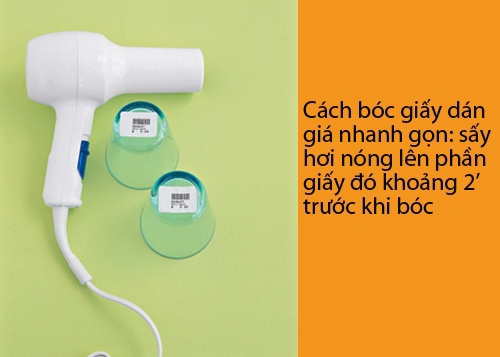 Cách bóc giấy dán
giá nhanh gọn: sấy
hơi nóng lên phần
giấy đó khoảng 2’
trước khi bóc